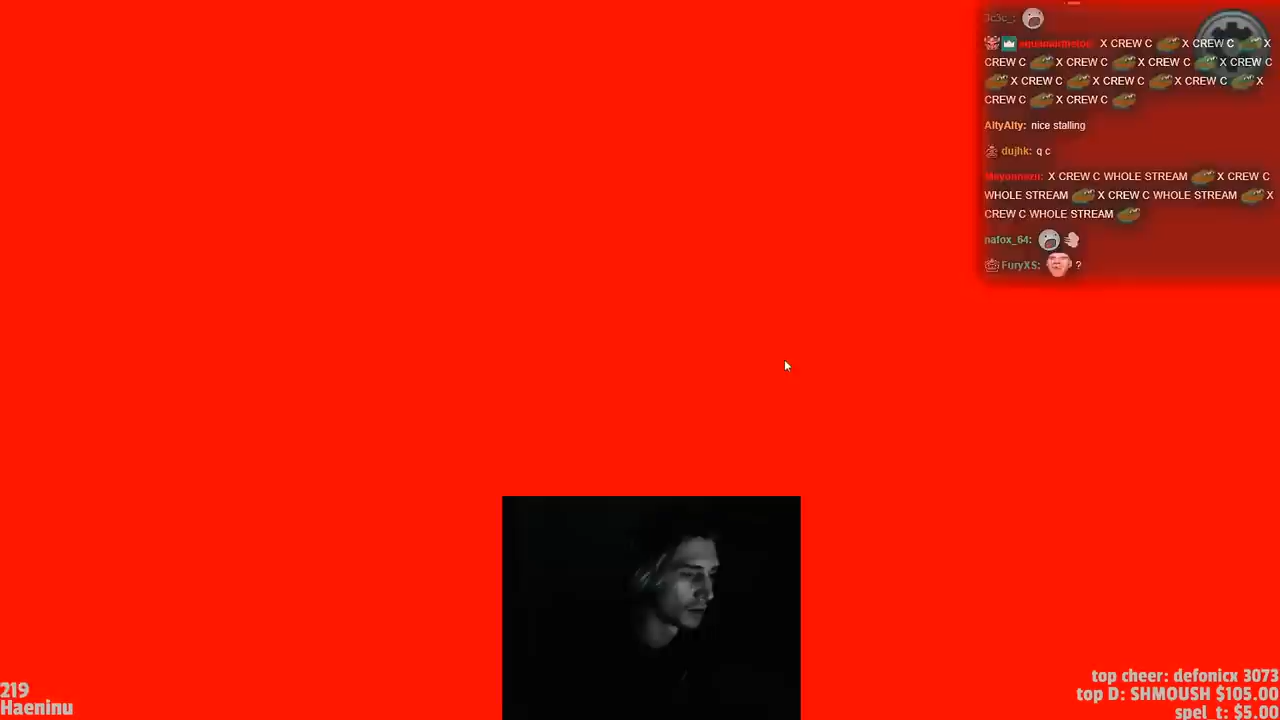 X CREW C X CREW C X
CREW C X CREW C X CREW C X CREW C
X CREW C X CREW C X CREW C X
CREW C X CREW C
AltyAlty: nice stalling
dujhk: q c
X CREW C WHOLE STREAM X CREW C
WHOLE STREAM X CREW C WHOLE STREAM X
CREW C WHOLE STREAM
nafox_64:
FuryXS: ?
219
Haeninu
top cheer: defonicx 3073
top D: SHMOUSH $105.00
spel_t: $5.00